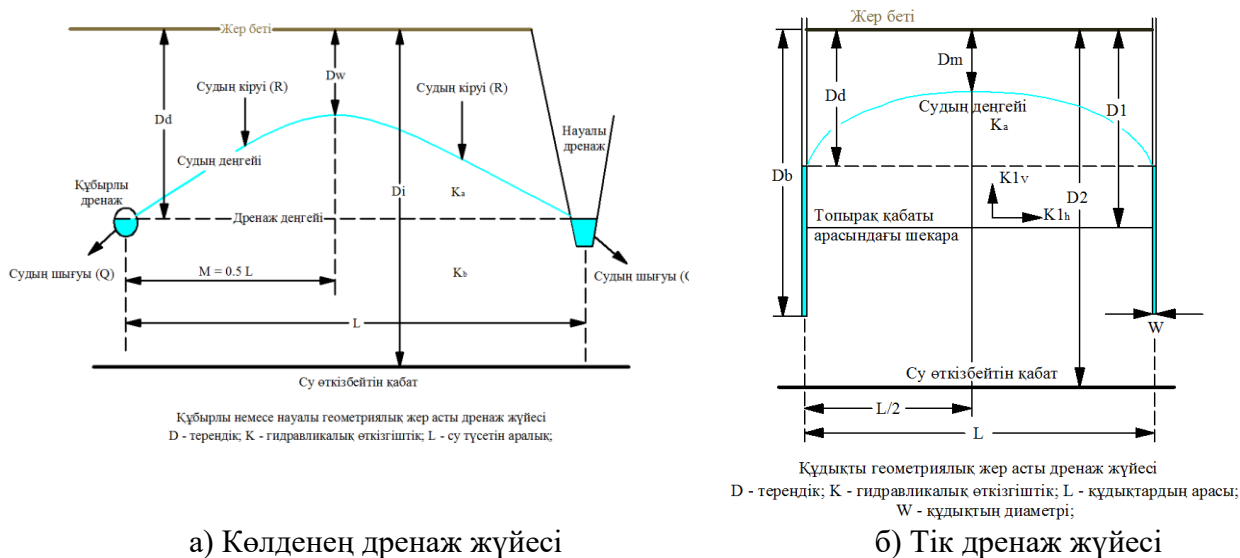 Жер беті
Dw
Судың кіруі (R)
Судың кіруі (R)
Dd
Науалы
дренаж
Судың деңгейі
Құбырлы
дренаж
Di
Ka
Дренаж деңгейі
Судың шығуы (Q)
M = 0.5 L
Kb
Судың шығуы (
L
Су өткізбейтін қабат
Құбырлы немесе науалы геометриялық жер асты дренаж жүйесі
D - терендік; K - гидравликалық өткізгіштік; L - су түсетін аралық;
а) Көлденең дренаж жүйесі
Жер беті
Dm
Dd
Судың деңгейі
Ka
D1
Db
K1v
D2
K1h
Топырақ қабаты
арасындағы шекара
W
Су өткізбейтін қабат
L/2
L
Құдықты геометриялық жер асты дренаж жүйесі
D - терендік; K - гидравликалық өткізгіштік; L - құдықтардың арасы;
W - құдықтың диаметрі;
б) Тік дренаж жүйесі